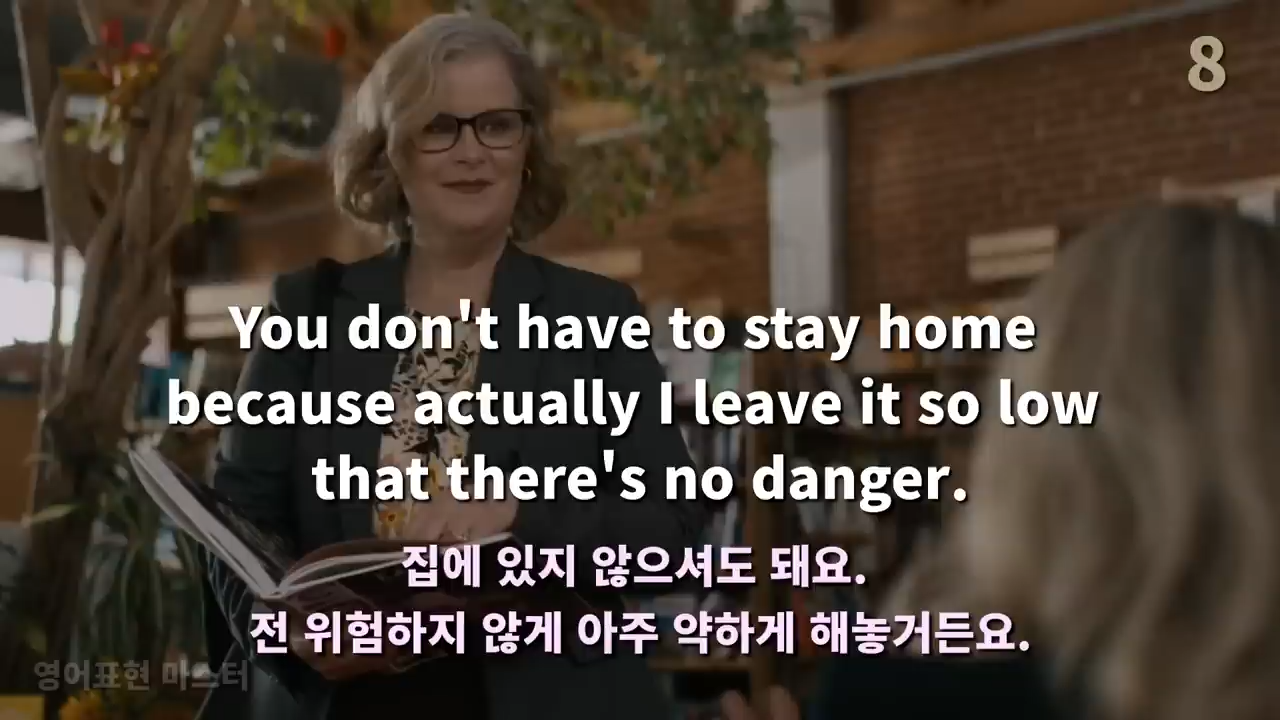 8
You don't have to stay home
because actually I leave it so low
that there's no danger.
집에 있지 않으셔도 돼요.
전 위험하지 않게 아주 약하게 해놓거든요.
영어표현 마스터